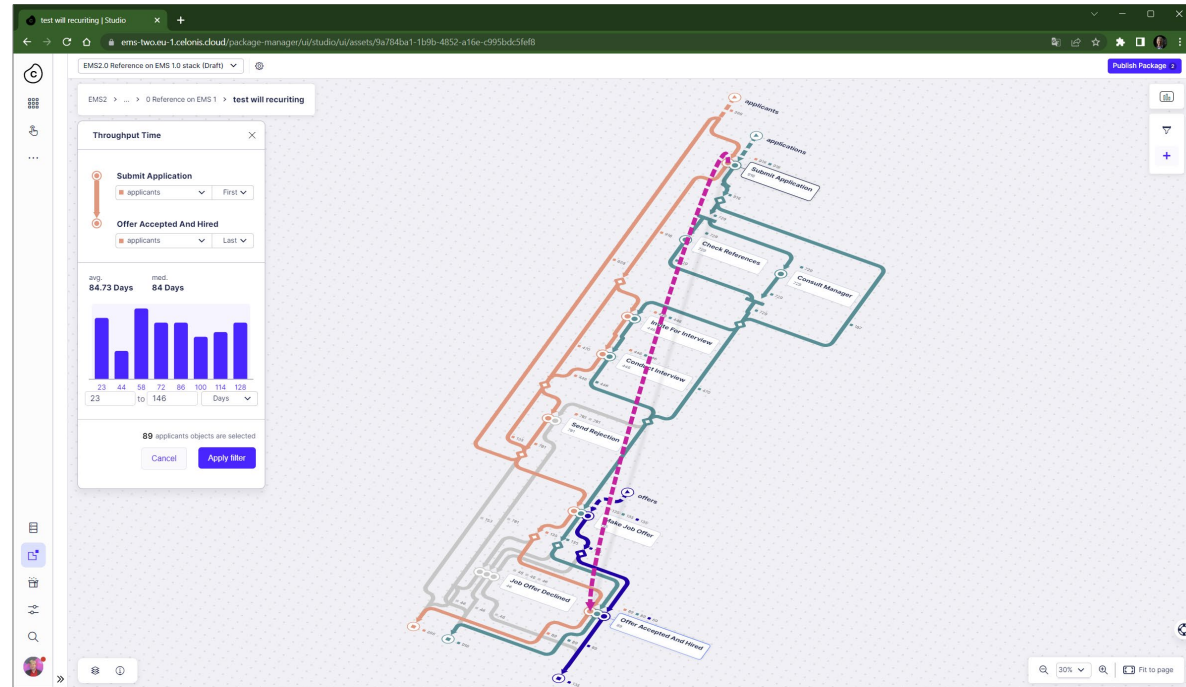 test will recuriting | Studio
ems-two.eu-1.celonis.cloud/package-manager/ui/studio/ui/assets/9a784ba1-1b9b-4852-a16e-c995bdc5fef8
EMS2.0 Reference on EMS 1.0 stack (Draft)
Publish Package 2
EMS2 > ... > 0 Reference on EMS 1 > test will recuriting
Throughput Time
Submit Application
applicants First
Offer Accepted And Hired
applicants Last
avg. med.
84.73 Days 84 Days
23 44 58 72 86 100 114 128
23 to 146 Days
89 applicants objects are selected
Cancel Apply filter
applicants
applications
Submit Application
Check References
Consult Manager
Invite For Interview
Conduct Interview
Send Rejection
offers
Make Job Offer
Job Offer Declined
Offer Accepted And Hired
30% Fit to page